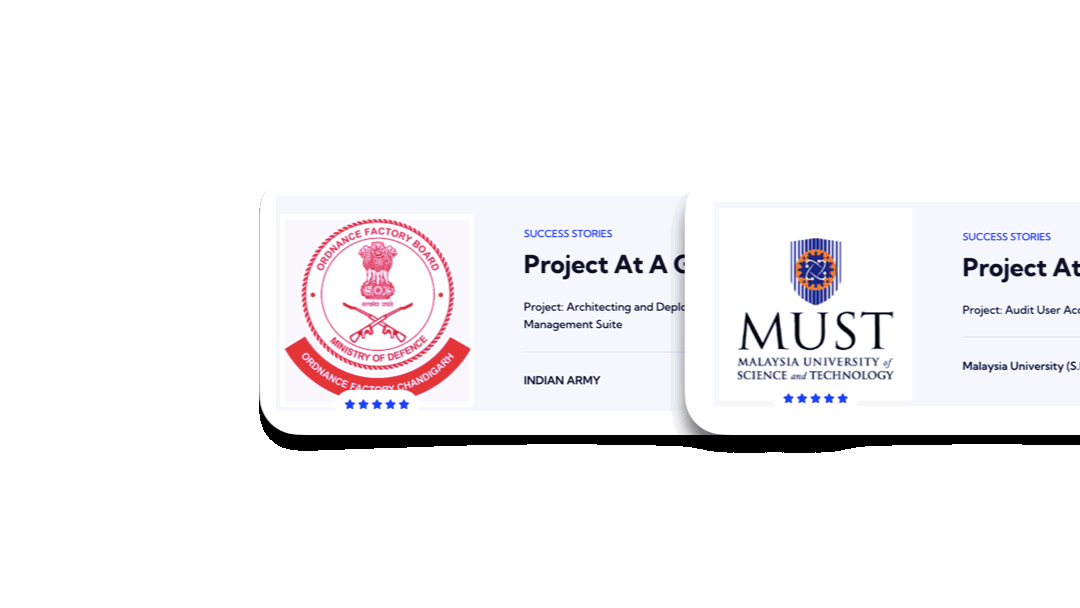 ORDNANCE FACTORY BOARD
सत्यमेव जयते
MINISTRY OF DEFENCE
ORDNANCE FACTORY CHANDIGARH
SUCCESS STORIES
Project At A
Project: Architecting and Deplo
Management Suite
INDIAN ARMY
MUST
MALAYSIA UNIVERSITY of
SCIENCE and TECHNOLOGY
SUCCESS STORIES
Project At
Project: Audit User Acc
Malaysia University (S.